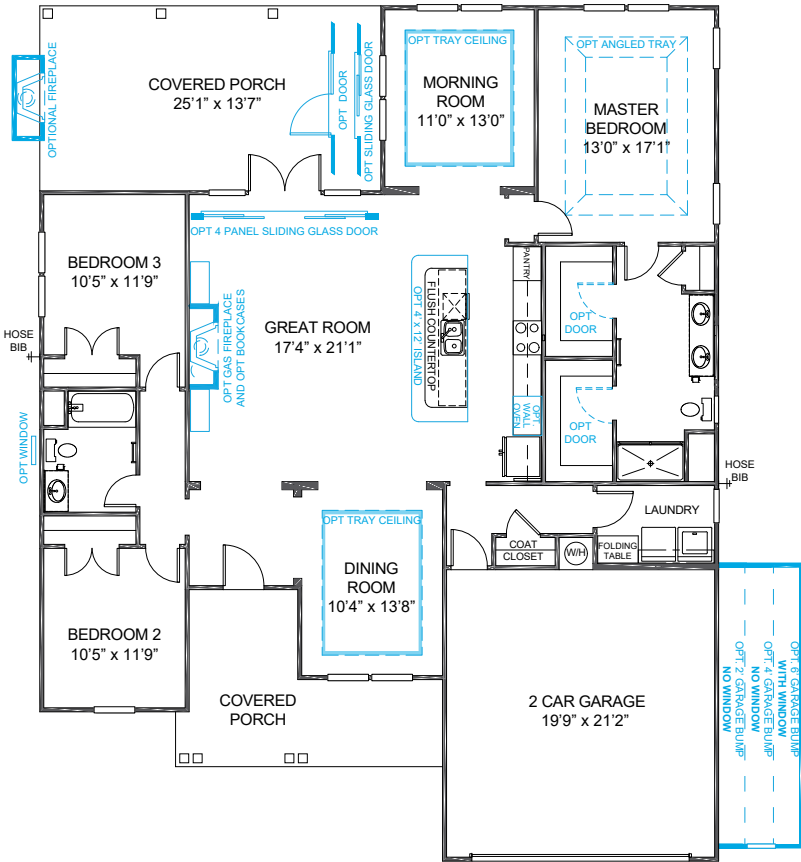 OPTIONAL FIREPLACE
COVERED PORCH
25'1" x 13'7"
OPT DOOR
OPT SLIDING GLASS DOOR
OPT TRAY CEILING
MORNING
ROOM
11'0" x 13'0"
OPT ANGLED TRAY
MASTER
BEDROOM
13'0" x 17'1"
OPT 4 PANEL SLIDING GLASS DOOR
BEDROOM 3
10'5" x 11'9"
HOSE
BIB
GREAT ROOM
17'4" x 21'1"
OPT GAS FIREPLACE
AND OPT BOOKCASES
OPT 4' x 12' ISLAND
FLUSH COUNTERTOP
PANTRY
OPT.
WALL
OVEN
OPT
DOOR
OPT
DOOR
OPT WINDOW
HOSE
BIB
LAUNDRY
COAT
CLOSET
W/H
FOLDING
TABLE
OPT TRAY CEILING
DINING
ROOM
10'4" x 13'8"
BEDROOM 2
10'5" x 11'9"
COVERED
PORCH
2 CAR GARAGE
19'9" x 21'2"
OPT. 2' GARAGE BUMP
NO WINDOW
OPT. 4' GARAGE BUMP
NO WINDOW
OPT. 6' GARAGE BUMP
WITH WINDOW